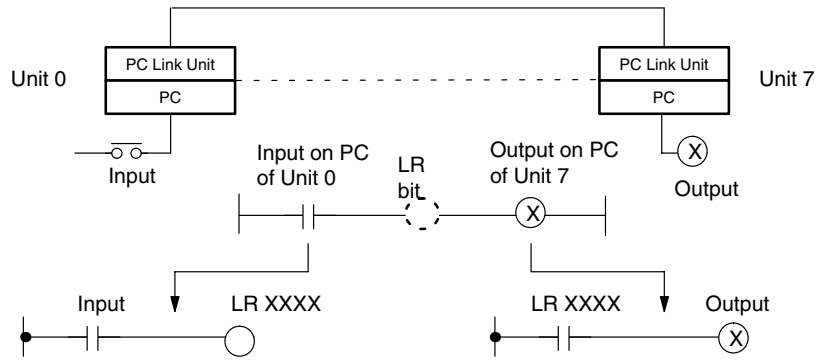 PC Link Unit
PC Link Unit
Unit 0
Unit 7
PC
PC
Input
X
Output
Input on PC
of Unit 0
LR
bit
Output on PC
of Unit 7
X
Input
LR XXXX
LR XXXX
Output
X